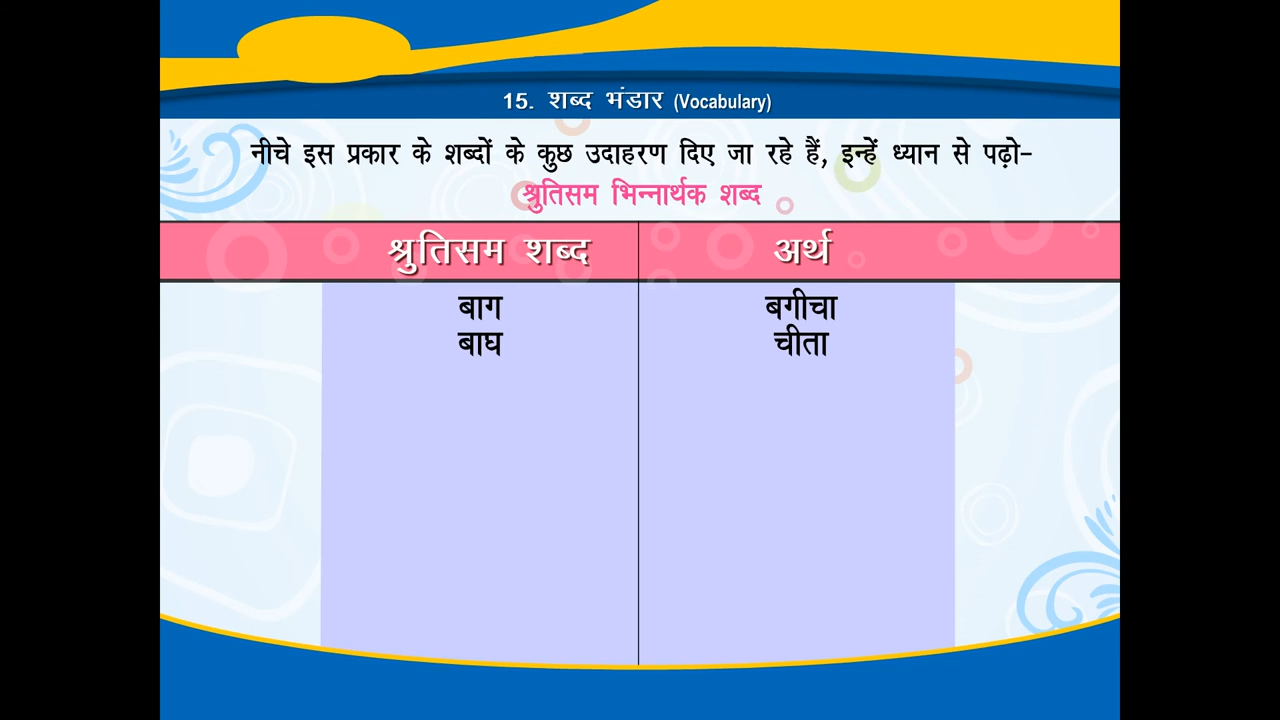 15. शब्द भंडार (Vocabulary)
नीचे इस प्रकार के शब्दों के कुछ उदाहरण दिए जा रहे हैं, इन्हें ध्यान से पढ़ो-
श्रुतिसम भिन्नार्थक शब्द
श्रुतिसम शब्द अर्थ
बाग बगीचा
बाघ चीता